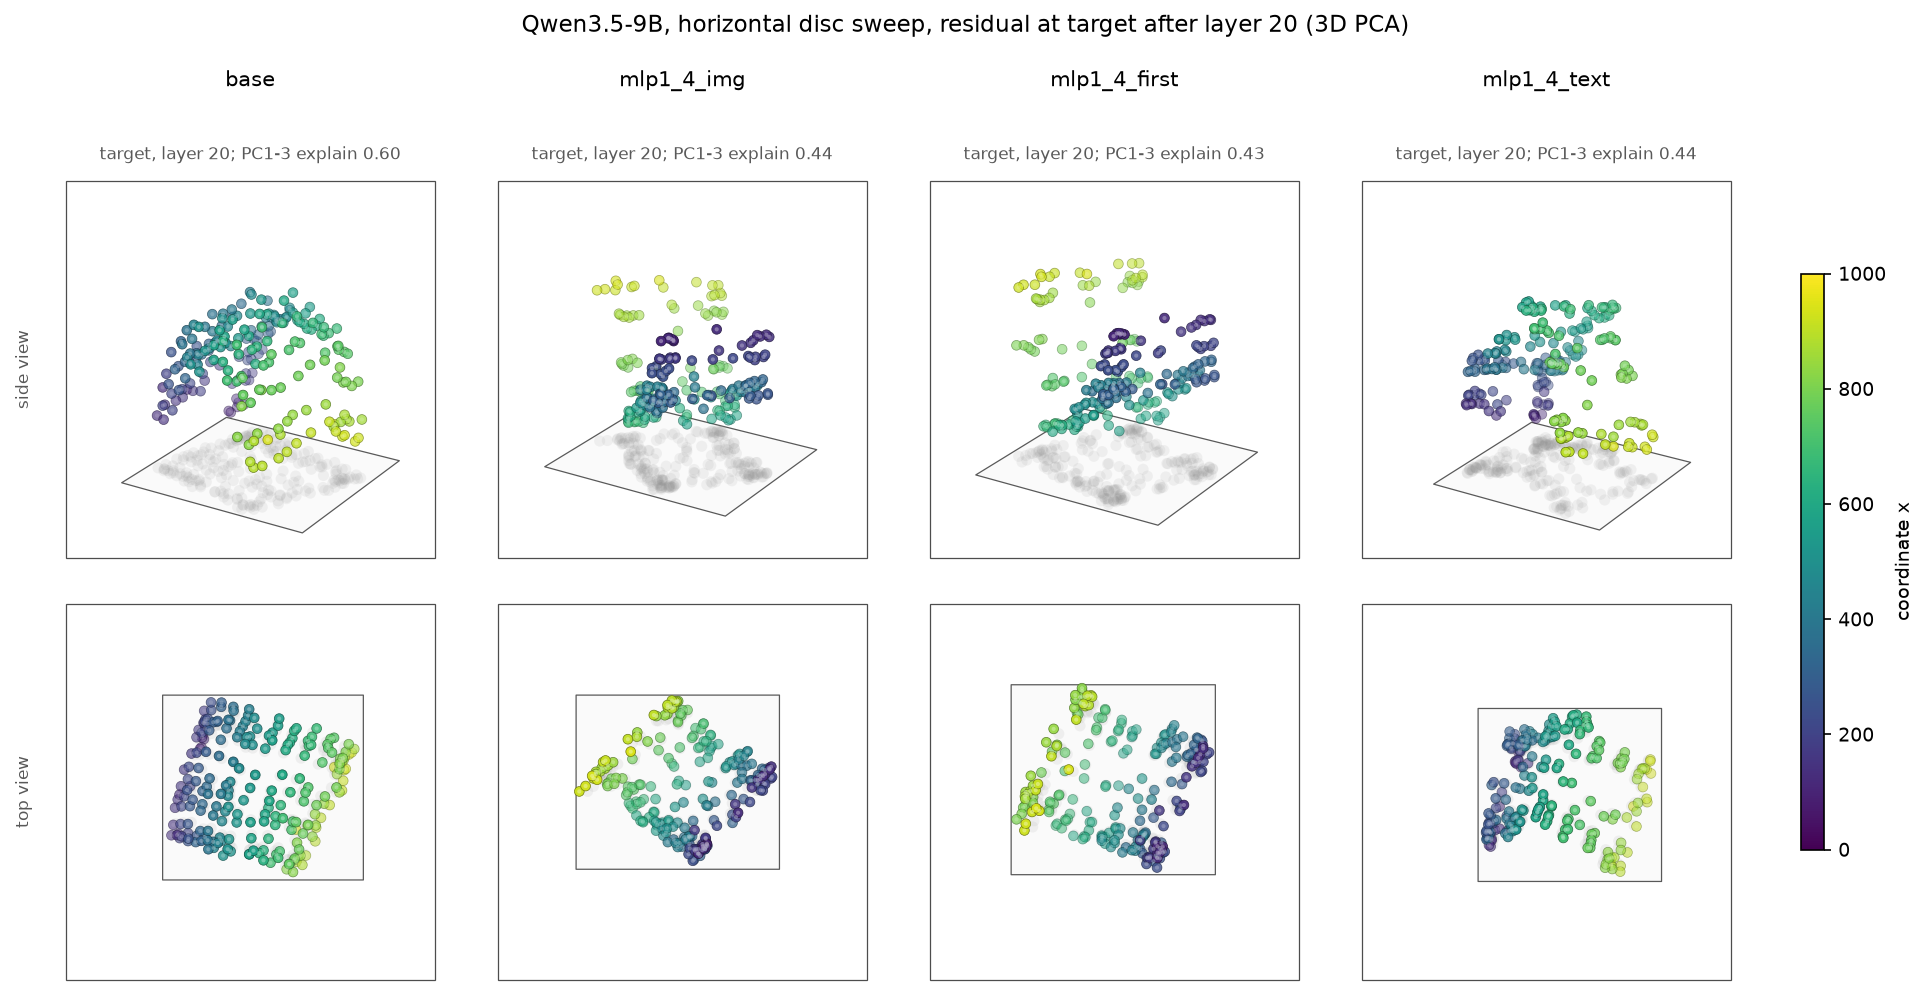 Qwen3.5-9B, horizontal disc sweep, residual at target after layer 20 (3D PCA)
base
mlp1_4_img
mlp1_4_first
mlp1_4_text
target, layer 20; PC1-3 explain 0.60
target, layer 20; PC1-3 explain 0.44
target, layer 20; PC1-3 explain 0.43
target, layer 20; PC1-3 explain 0.44
side view
top view
1000
800
600
400
200
0
coordinate x